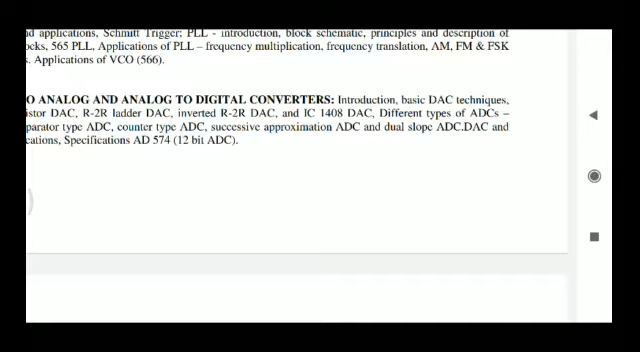 applications, Schmitt Trigger; PLL - introduction, block schematic, principles and description of
565 PLL, Applications of PLL – frequency multiplication, frequency translation, AM, FM & FSK
. Applications of VCO (566).
O ANALOG AND ANALOG TO DIGITAL CONVERTERS: Introduction, basic DAC techniques,
istor DAC, R-2R ladder DAC, inverted R-2R DAC, and IC 1408 DAC, Different types of ADCs –
parator type ADC, counter type ADC, successive approximation ADC and dual slope ADC.DAC and
cations, Specifications AD 574 (12 bit ADC).